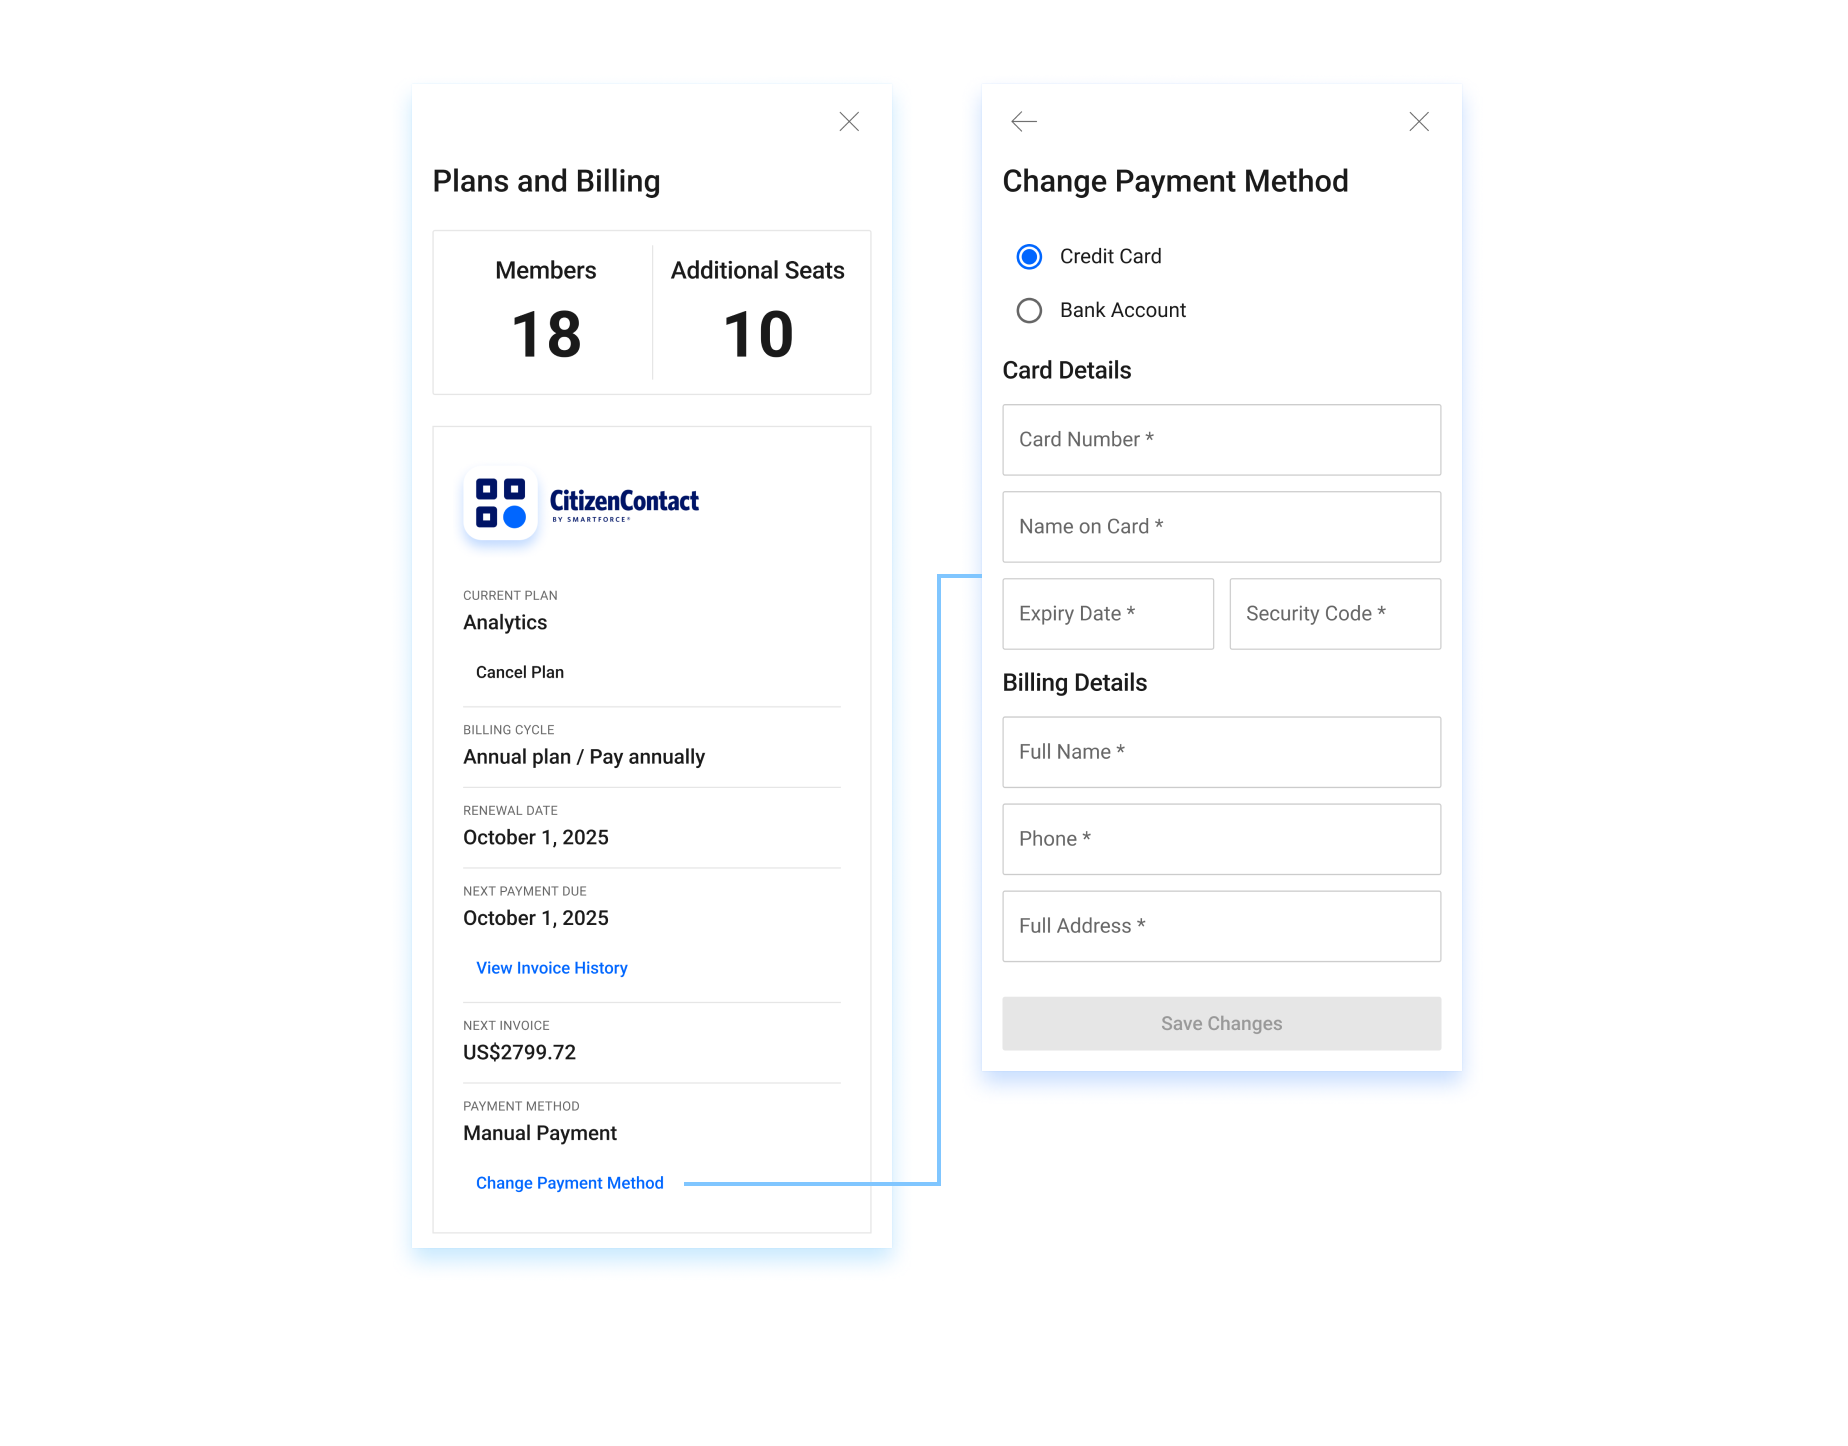 Plans and Billing
Members
18
Additional Seats
10
CitizenContact
BY SMARTFORCE®
CURRENT PLAN
Analytics
Cancel Plan
BILLING CYCLE
Annual plan / Pay annually
RENEWAL DATE
October 1, 2025
NEXT PAYMENT DUE
October 1, 2025
View Invoice History
NEXT INVOICE
US$2799.72
PAYMENT METHOD
Manual Payment
Change Payment Method
Change Payment Method
Credit Card
Bank Account
Card Details
Card Number *
Name on Card *
Expiry Date *
Security Code *
Billing Details
Full Name *
Phone *
Full Address *
Save Changes